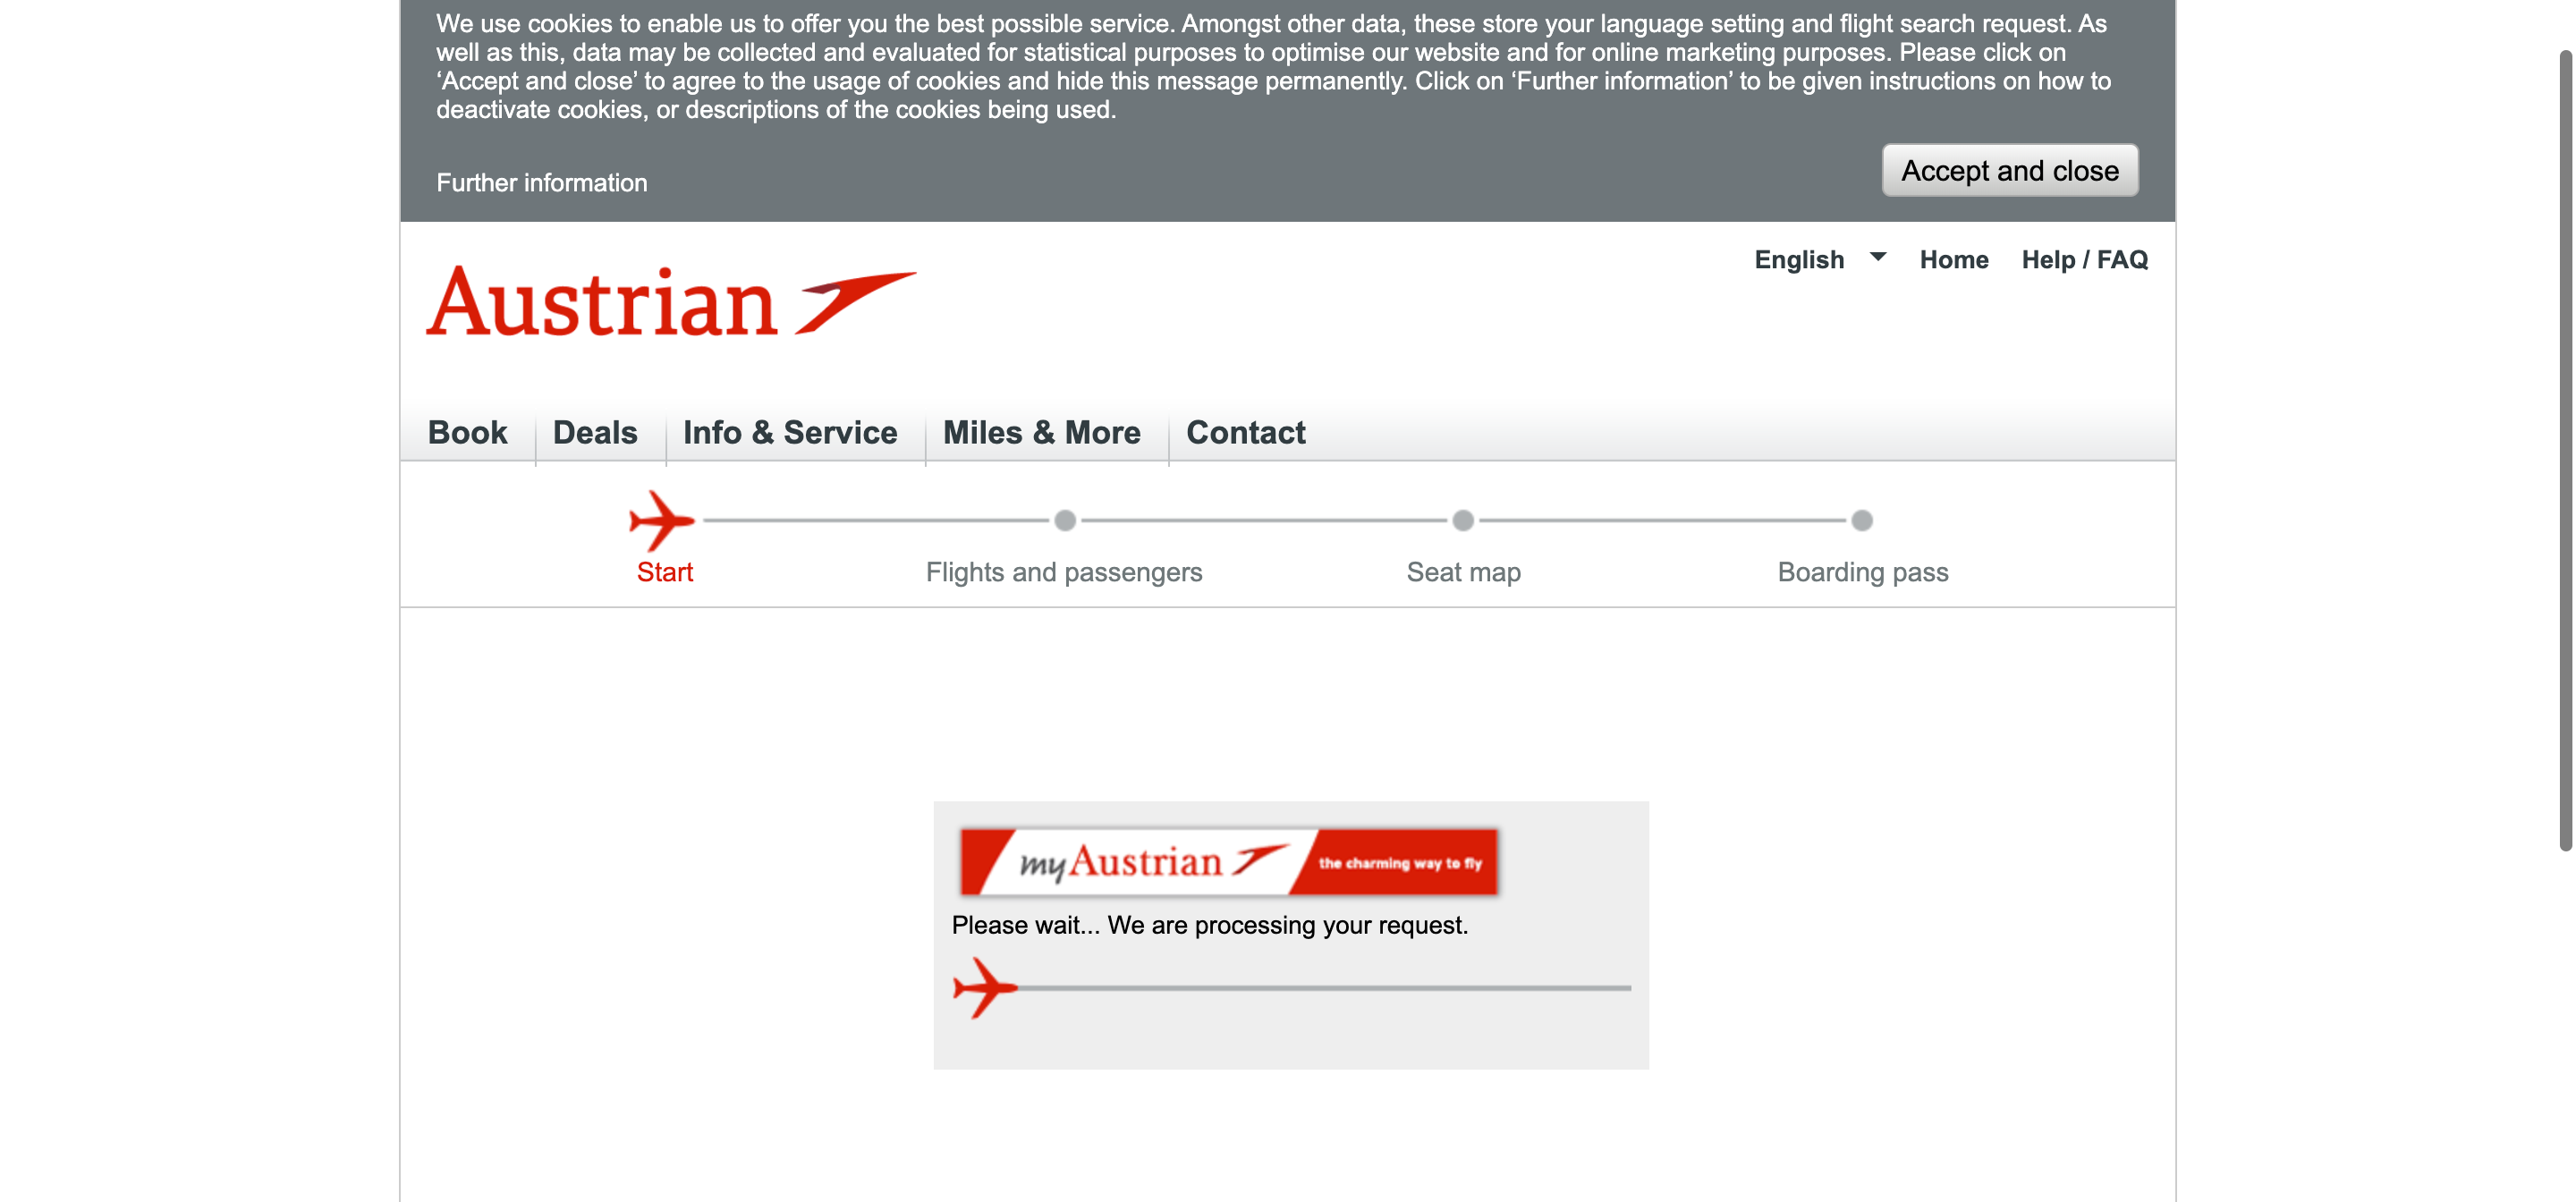 We use cookies to enable us to offer you the best possible service. Amongst other data, these store your language setting and flight search request. As
well as this, data may be collected and evaluated for statistical purposes to optimise our website and for online marketing purposes. Please click on
‘Accept and close’ to agree to the usage of cookies and hide this message permanently. Click on ‘Further information’ to be given instructions on how to
deactivate cookies, or descriptions of the cookies being used.
Accept and close
Further information
English Home Help / FAQ
Austrian
Book Deals Info & Service Miles & More Contact
Start Flights and passengers Seat map Boarding pass
myAustrian the charming way to fly
Please wait... We are processing your request.